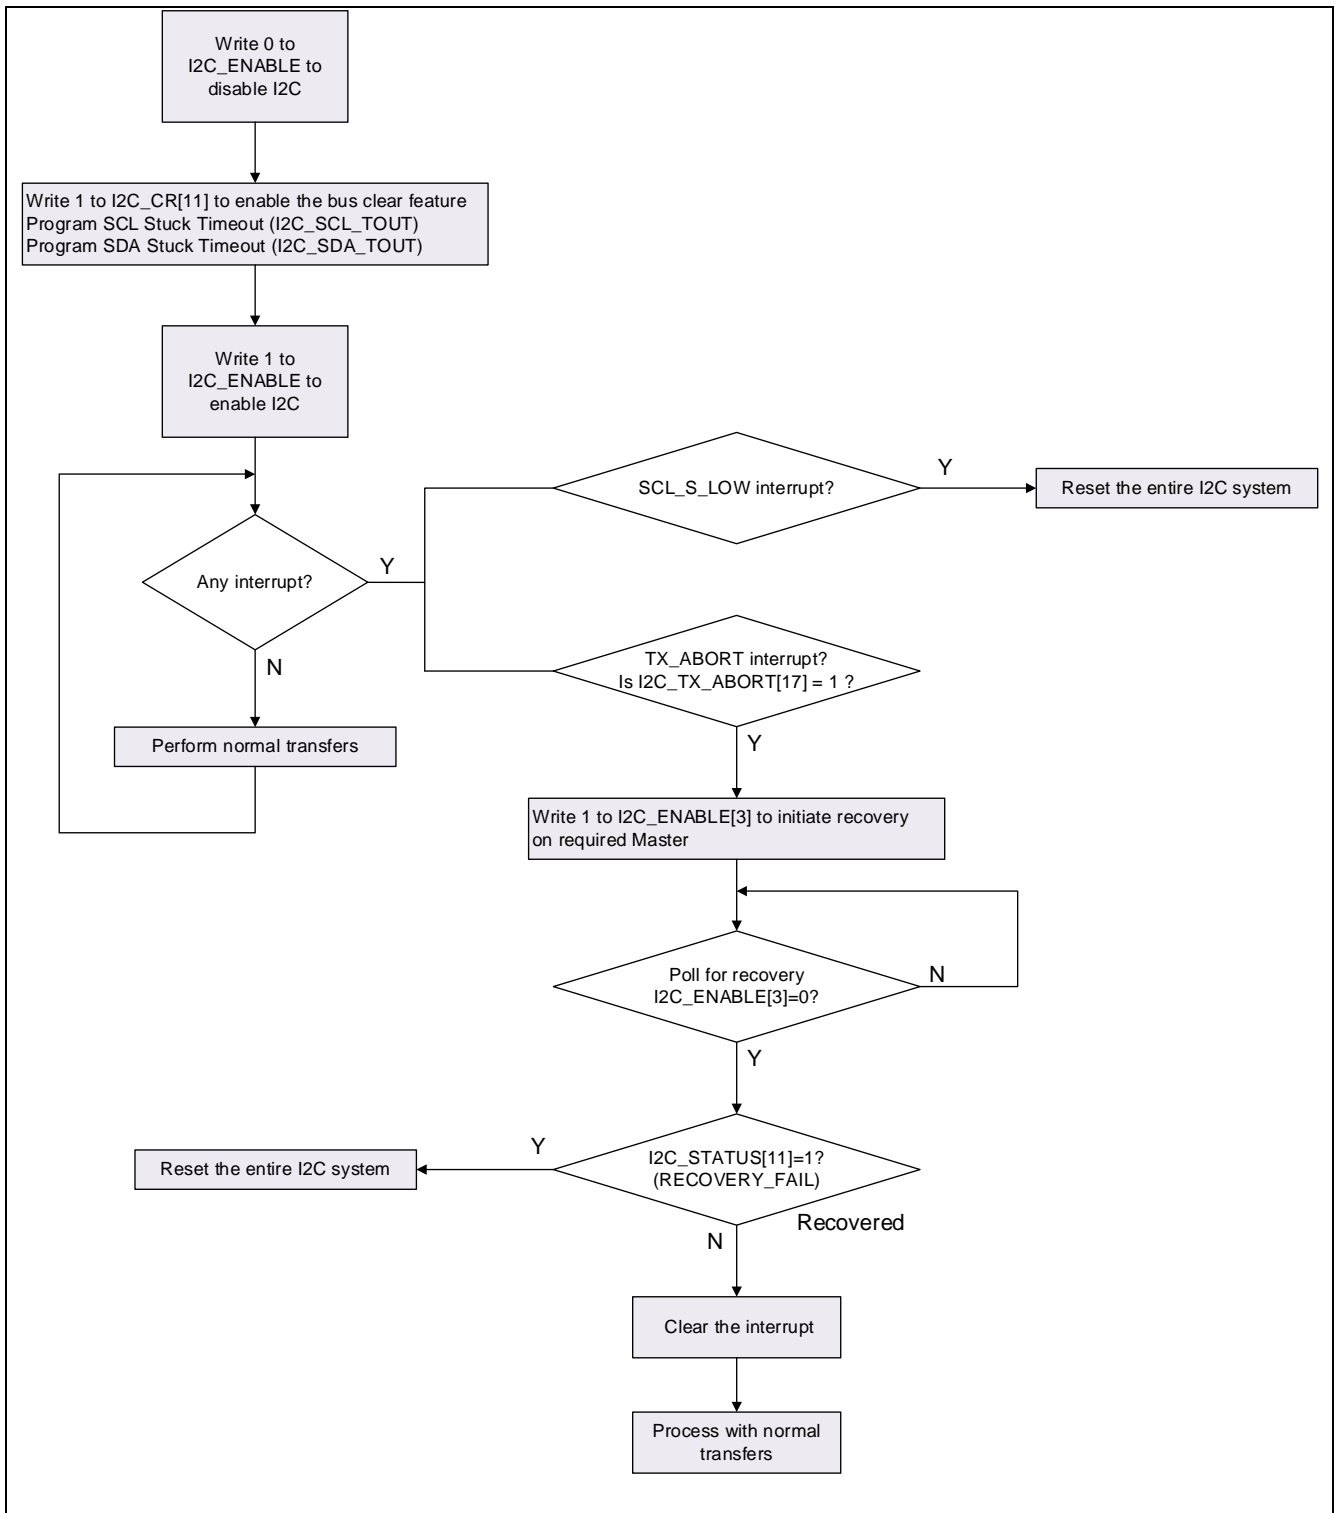 Write 0 to
I2C_ENABLE to
disable I2C
Write 1 to I2C_CR[11] to enable the bus clear feature
Program SCL Stuck Timeout (I2C_SCL_TOUT)
Program SDA Stuck Timeout (I2C_SDA_TOUT)
Write 1 to
I2C_ENABLE to
enable I2C
SCL_S_LOW interrupt?
Y
Reset the entire I2C system
Any interrupt?
Y
N
Perform normal transfers
TX_ABORT interrupt?
Is I2C_TX_ABORT[17] = 1 ?
Y
Write 1 to I2C_ENABLE[3] to initiate recovery
on required Master
Poll for recovery
I2C_ENABLE[3]=0?
N
Y
I2C_STATUS[11]=1?
(RECOVERY_FAIL)
Y
Reset the entire I2C system
Recovered
N
Clear the interrupt
Process with normal
transfers